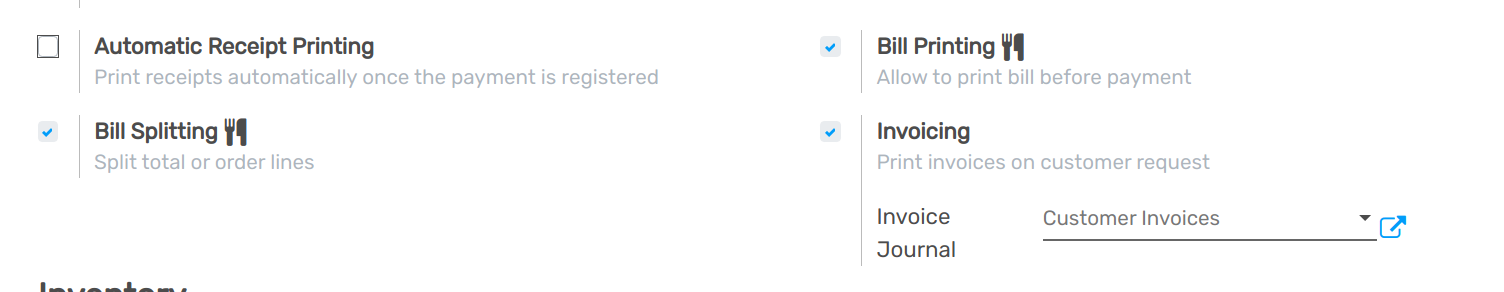 Automatic Receipt Printing
Print receipts automatically once the payment is registered
Bill Printing
Allow to print bill before payment
Bill Splitting
Split total or order lines
Invoicing
Print invoices on customer request
Invoice Journal
Customer Invoices
Inventory